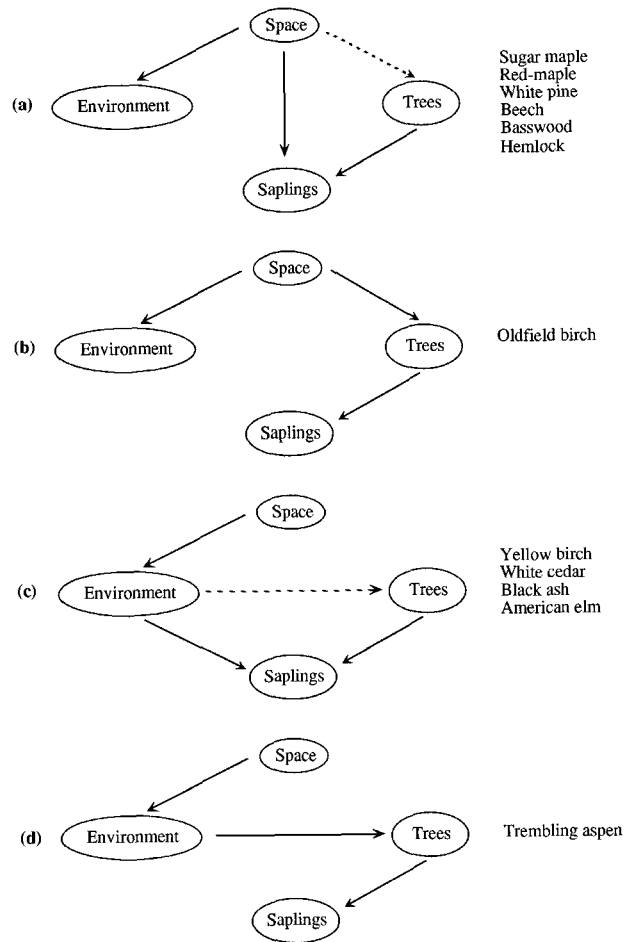 Space
(a)
Environment
Trees
Saplings
Sugar maple
Red-maple
White pine
Beech
Basswood
Hemlock
Space
(b)
Environment
Trees
Oldfield birch
Saplings
Space
(c)
Environment
Trees
Saplings
Yellow birch
White cedar
Black ash
American elm
Space
(d)
Environment
Trees
Trembling aspen
Saplings